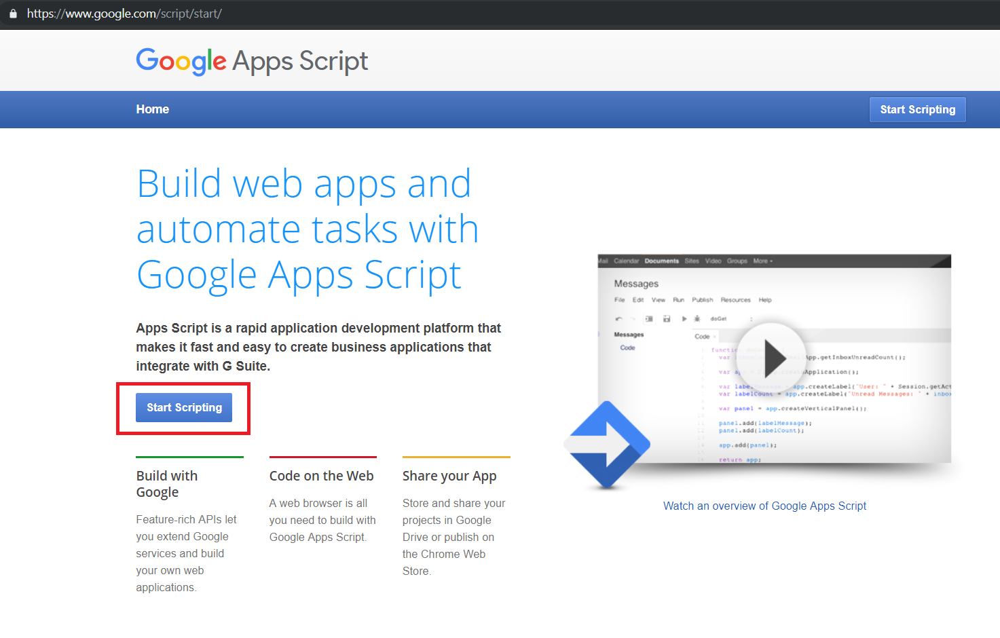 https://www.google.com/script/start/
Google Apps Script
Home
Start Scripting
Build web apps and
automate tasks with
Google Apps Script
Apps Script is a rapid application development platform that
makes it fast and easy to create business applications that
integrate with G Suite.
Start Scripting
Build with
Google
Feature-rich APIs let
you extend Google
services and build
your own web
applications.
Code on the Web
A web browser is all
you need to build with
Google Apps Script.
Share your App
Store and share your
projects in Google
Drive or publish on
the Chrome Web
Store.
Mail Calendar Documents Sites Video Groups More
Messages
File Edit View Run Publish Resources Help
doGet
Messages
Code
Code
function
var App.getInboxUnreadCount();
var Application();
var = app.createLabel("User: " + Session.getAct
var labelCount = app.createLabel("Unread Messages: " + inbox
var panel = app.createVerticalPanel();
panel.add(labelMessage);
panel.add(labelCount);
app.add(panel);
return app;
Watch an overview of Google Apps Script